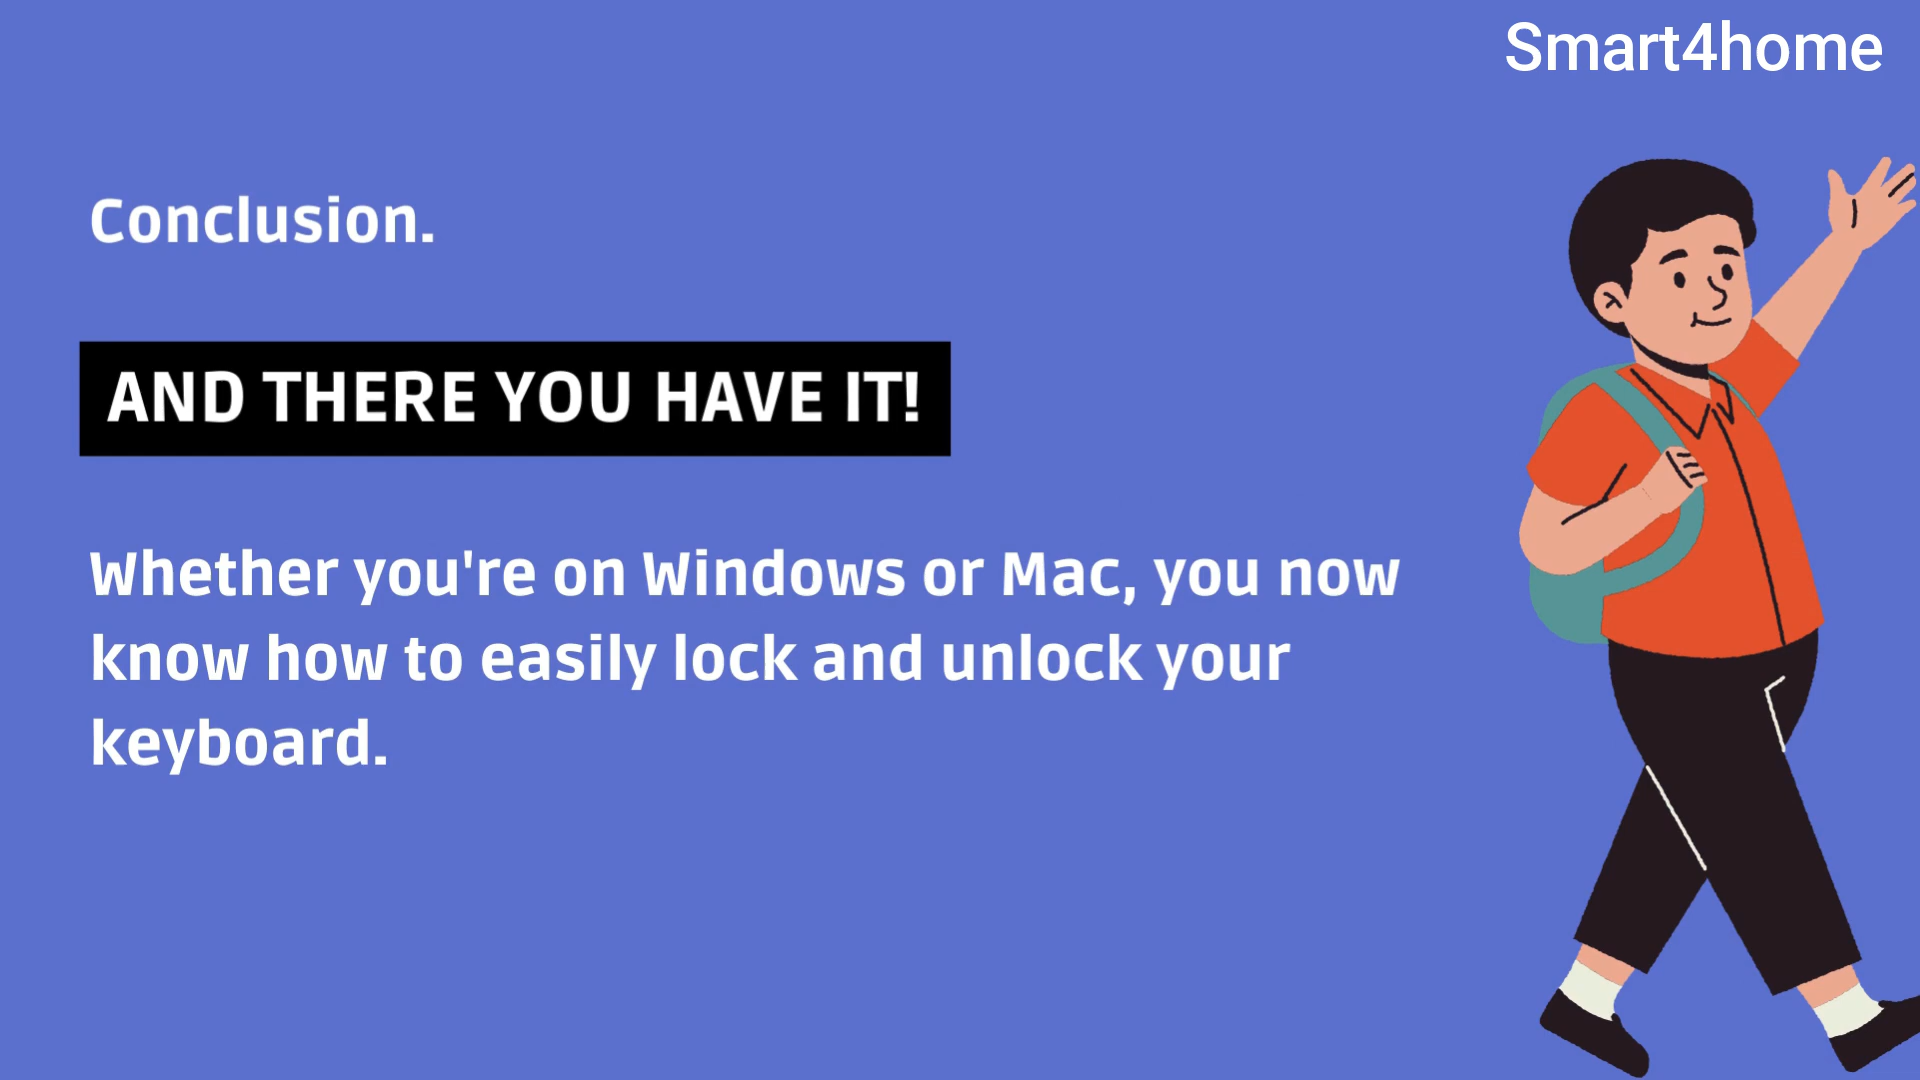 Smart4home
Conclusion.
AND THERE YOU HAVE IT!
Whether you're on Windows or Mac, you now
know how to easily lock and unlock your
keyboard.